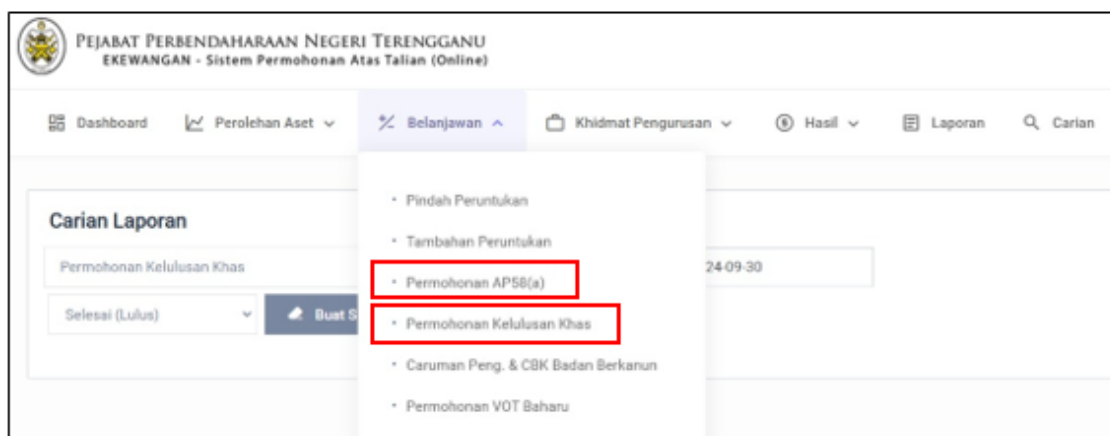 PEJABAT PERBENDAHARAAN NEGERI TERENGGANU
EKEWANGAN - Sistem Permohonan Atas Talian (Online)
Dashboard Perolehan Aset Belanjawan Khidmat Pengurusan Hasil Laporan Carian
Carian Laporan
Permohonan Kelulusan Khas
24-09-30
Selesai (Lulus)
Buat S
Pindah Peruntukan
Tambahan Peruntukan
Permohonan AP58(a)
Permohonan Kelulusan Khas
Caruman Peng. & CBK Badan Berkanun
Permohonan VOT Baharu